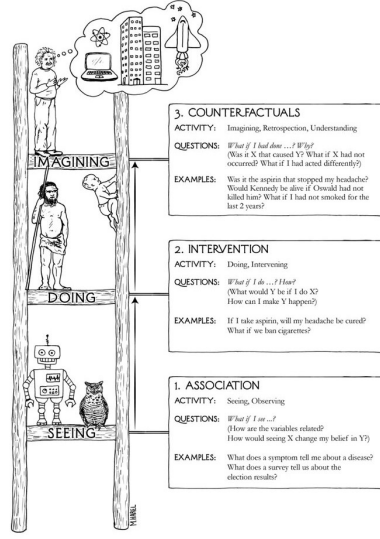 3. COUNTERFACTUALS
ACTIVITY: Imagining, Retrospection, Understanding
QUESTIONS: What if I had done ...? Why?
(Was it X that caused Y? What if X had not
occurred? What if I had acted differently?)
EXAMPLES: Was it the aspirin that stopped my headache?
Would Kennedy be alive if Oswald had not
killed him? What if I had not smoked for the
last 2 years?
IMAGINING
2. INTERVENTION
ACTIVITY: Doing, Intervening
QUESTIONS: What if I do ...? How?
(What would Y be if I do X?
How can I make Y happen?)
EXAMPLES: If I take aspirin, will my headache be cured?
What if we ban cigarettes?
DOING
1. ASSOCIATION
ACTIVITY: Seeing, Observing
QUESTIONS: What if I see ...?
(How are the variables related?
How would seeing X change my belief in Y?)
EXAMPLES: What does a symptom tell me about a disease?
What does a survey tell us about the
election results?
SEEING
M.HAREL